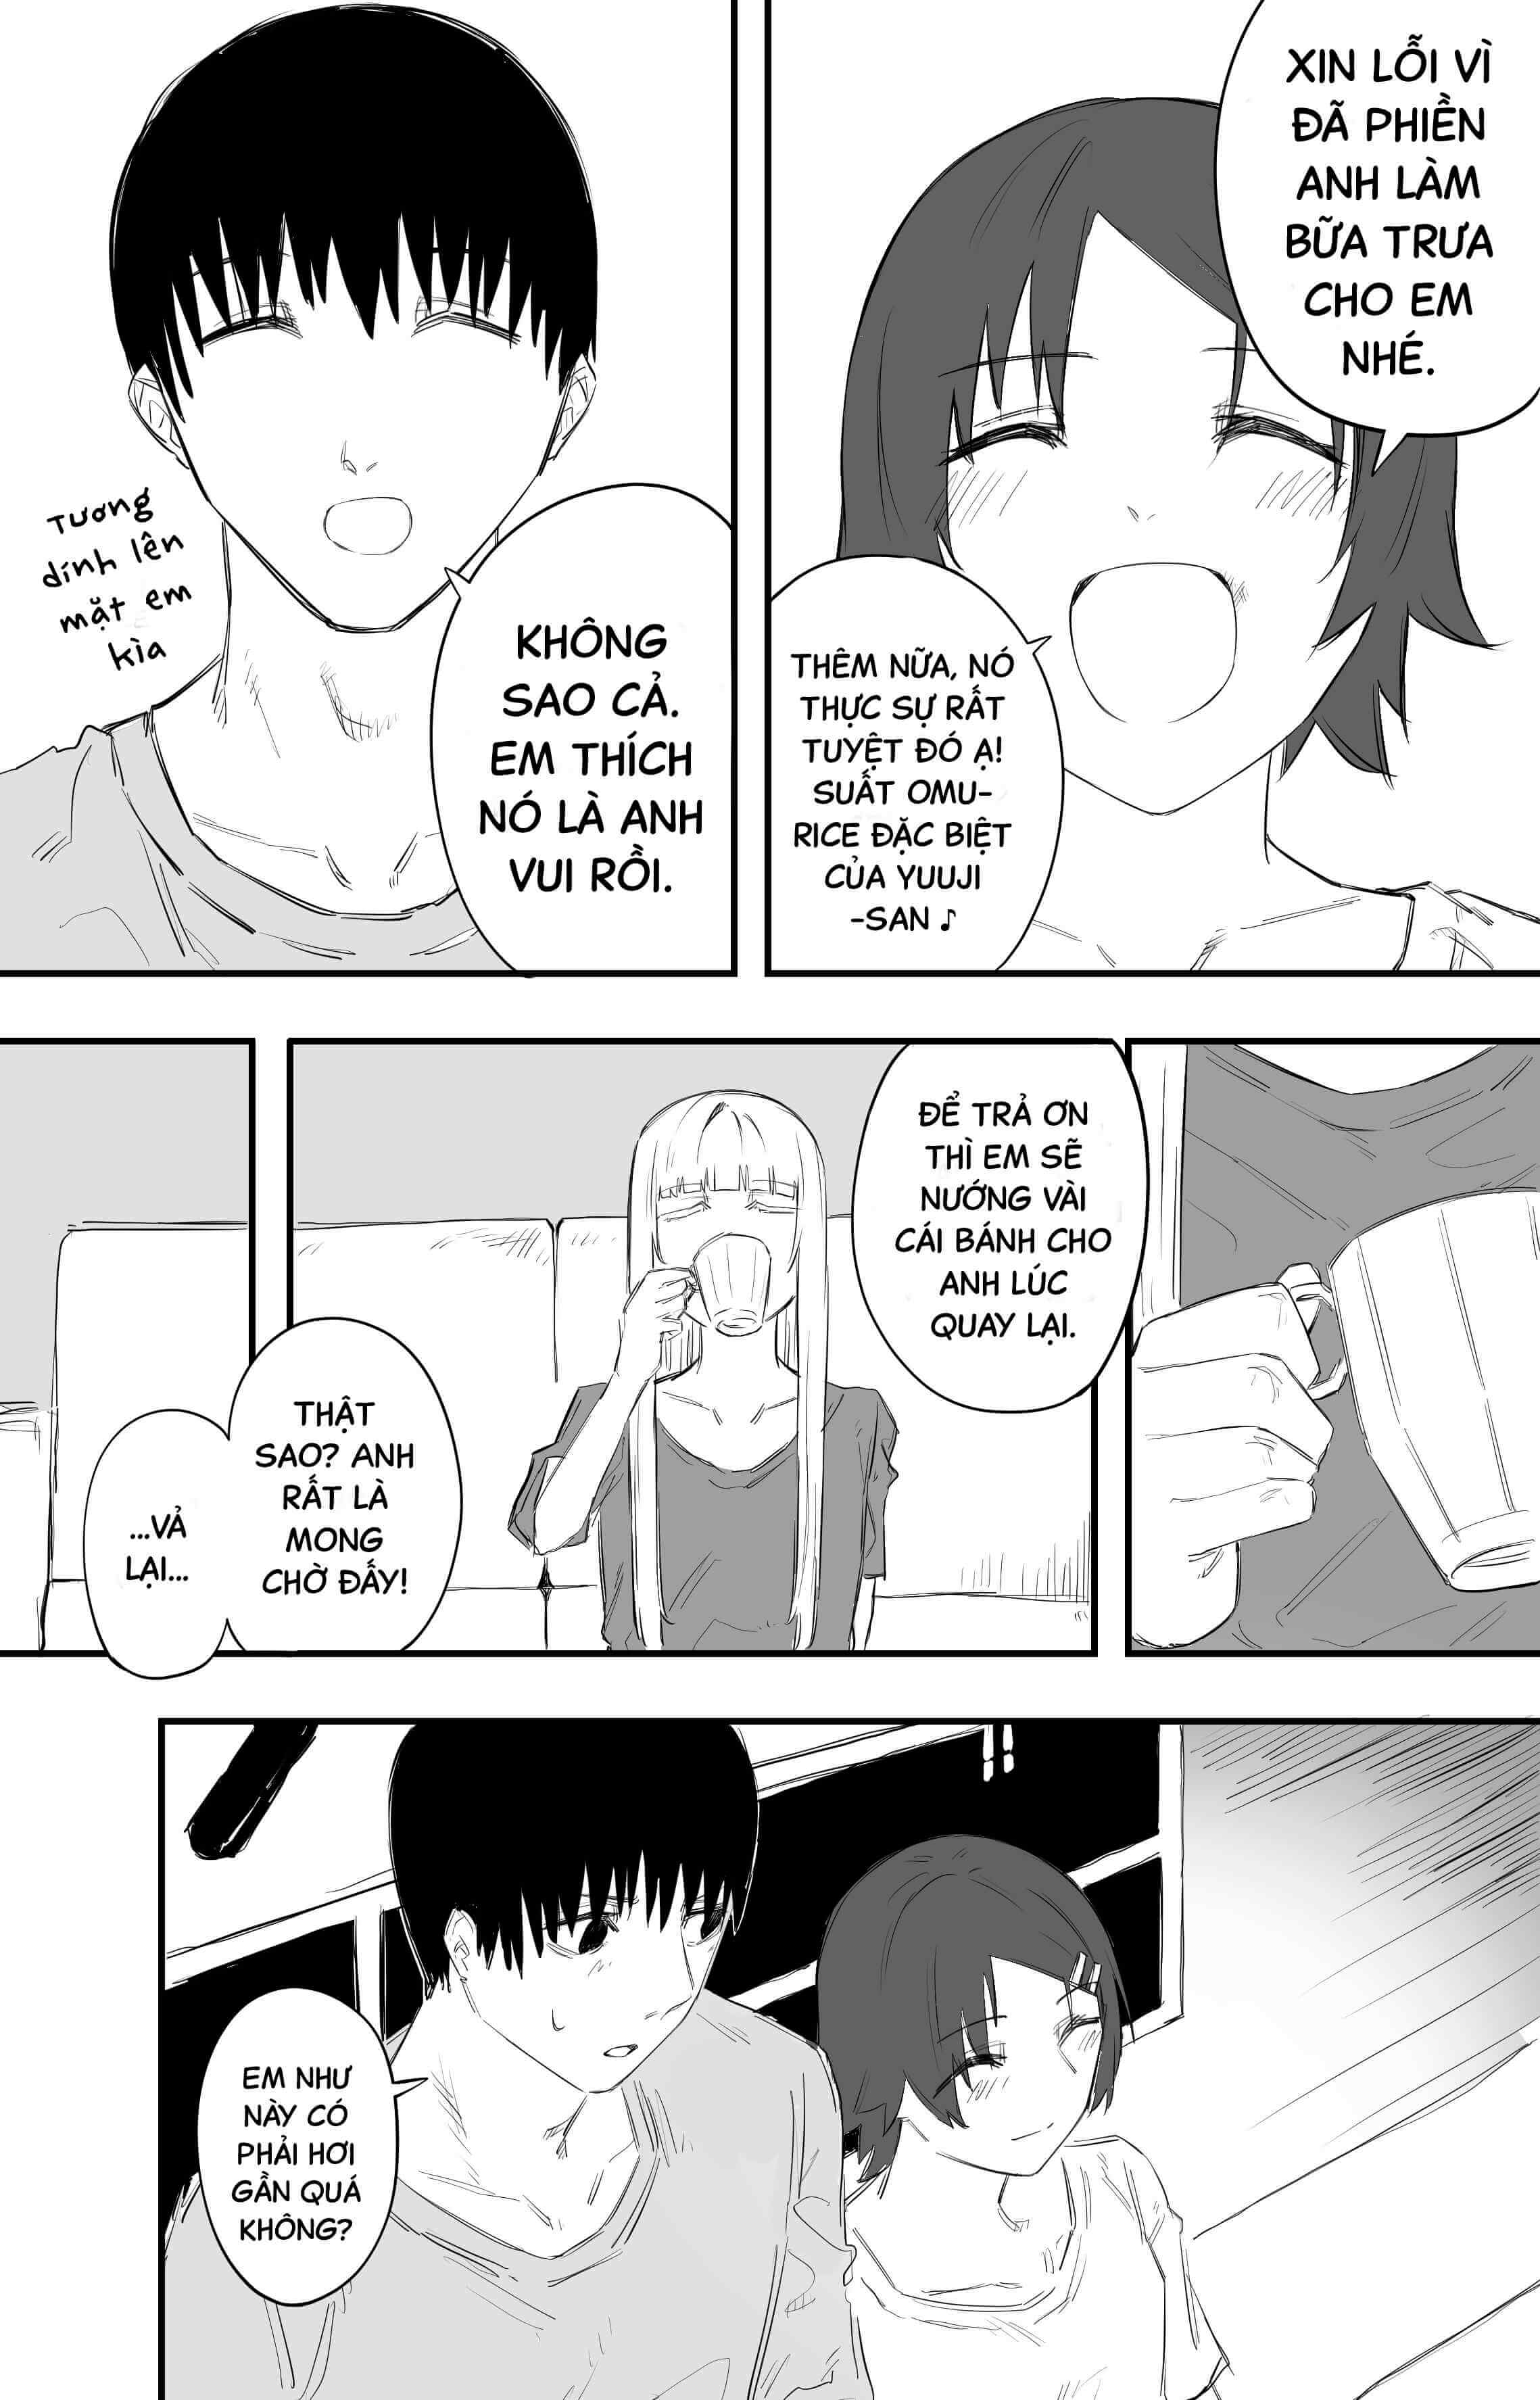 XIN LỖI VÌ
ĐÃ PHIỀN
ANH LÀM
BỮA TRƯA
CHO EM
NHÉ.
THÊM NỮA, NÓ
THỰC SỰ RẤT
TUYỆT ĐÓ Ạ!
SUẤT OMU-
RICE ĐẶC BIỆT
CỦA YUUJI
-SAN ♪
KHÔNG
SAO CẢ.
EM THÍCH
NÓ LÀ ANH
VUI RỒI.
Tương
dính lên
mặt em
kìa
ĐỂ TRẢ ƠN
THÌ EM SẼ
NƯỚNG VÀI
CÁI BÁNH CHO
ANH LÚC
QUAY LẠI.
THẬT
SAO? ANH
RẤT LÀ
MONG
CHỜ ĐẤY!
...VẢ
LẠI...
EM NHƯ
NÀY CÓ
PHẢI HƠI
GẦN QUÁ
KHÔNG?